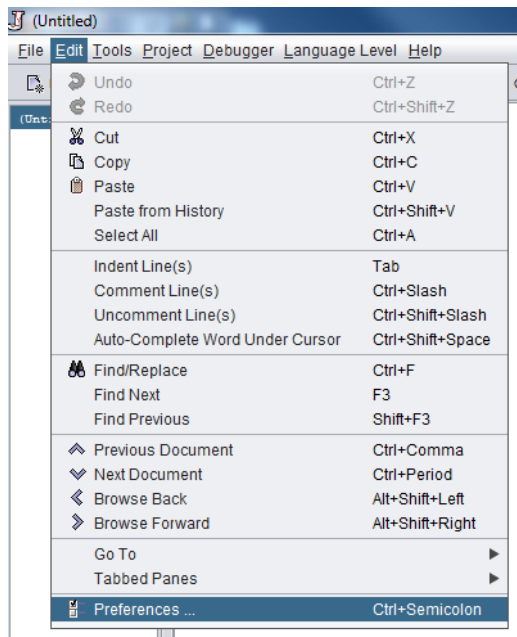 (Untitled)
File Edit Tools Project Debugger Language Level Help
Undo Ctrl+Z
Redo Ctrl+Shift+Z
Cut Ctrl+X
Copy Ctrl+C
Paste Ctrl+V
Paste from History Ctrl+Shift+V
Select All Ctrl+A
Indent Line(s) Tab
Comment Line(s) Ctrl+Slash
Uncomment Line(s) Ctrl+Shift+Slash
Auto-Complete Word Under Cursor Ctrl+Shift+Space
Find/Replace Ctrl+F
Find Next F3
Find Previous Shift+F3
Previous Document Ctrl+Comma
Next Document Ctrl+Period
Browse Back Alt+Shift+Left
Browse Forward Alt+Shift+Right
Go To
Tabbed Panes
Preferences ... Ctrl+Semicolon